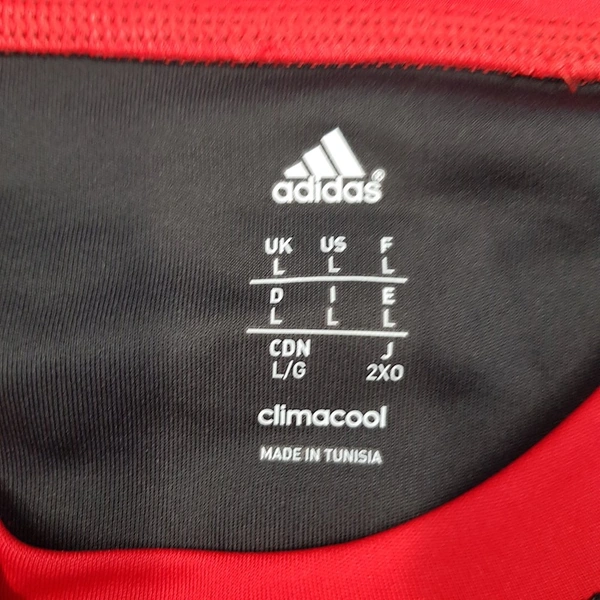 adidas®
UK US F
L L L
D I E
L L L
CDN J
L/G 2XO
climacool
MADE IN TUNISIA